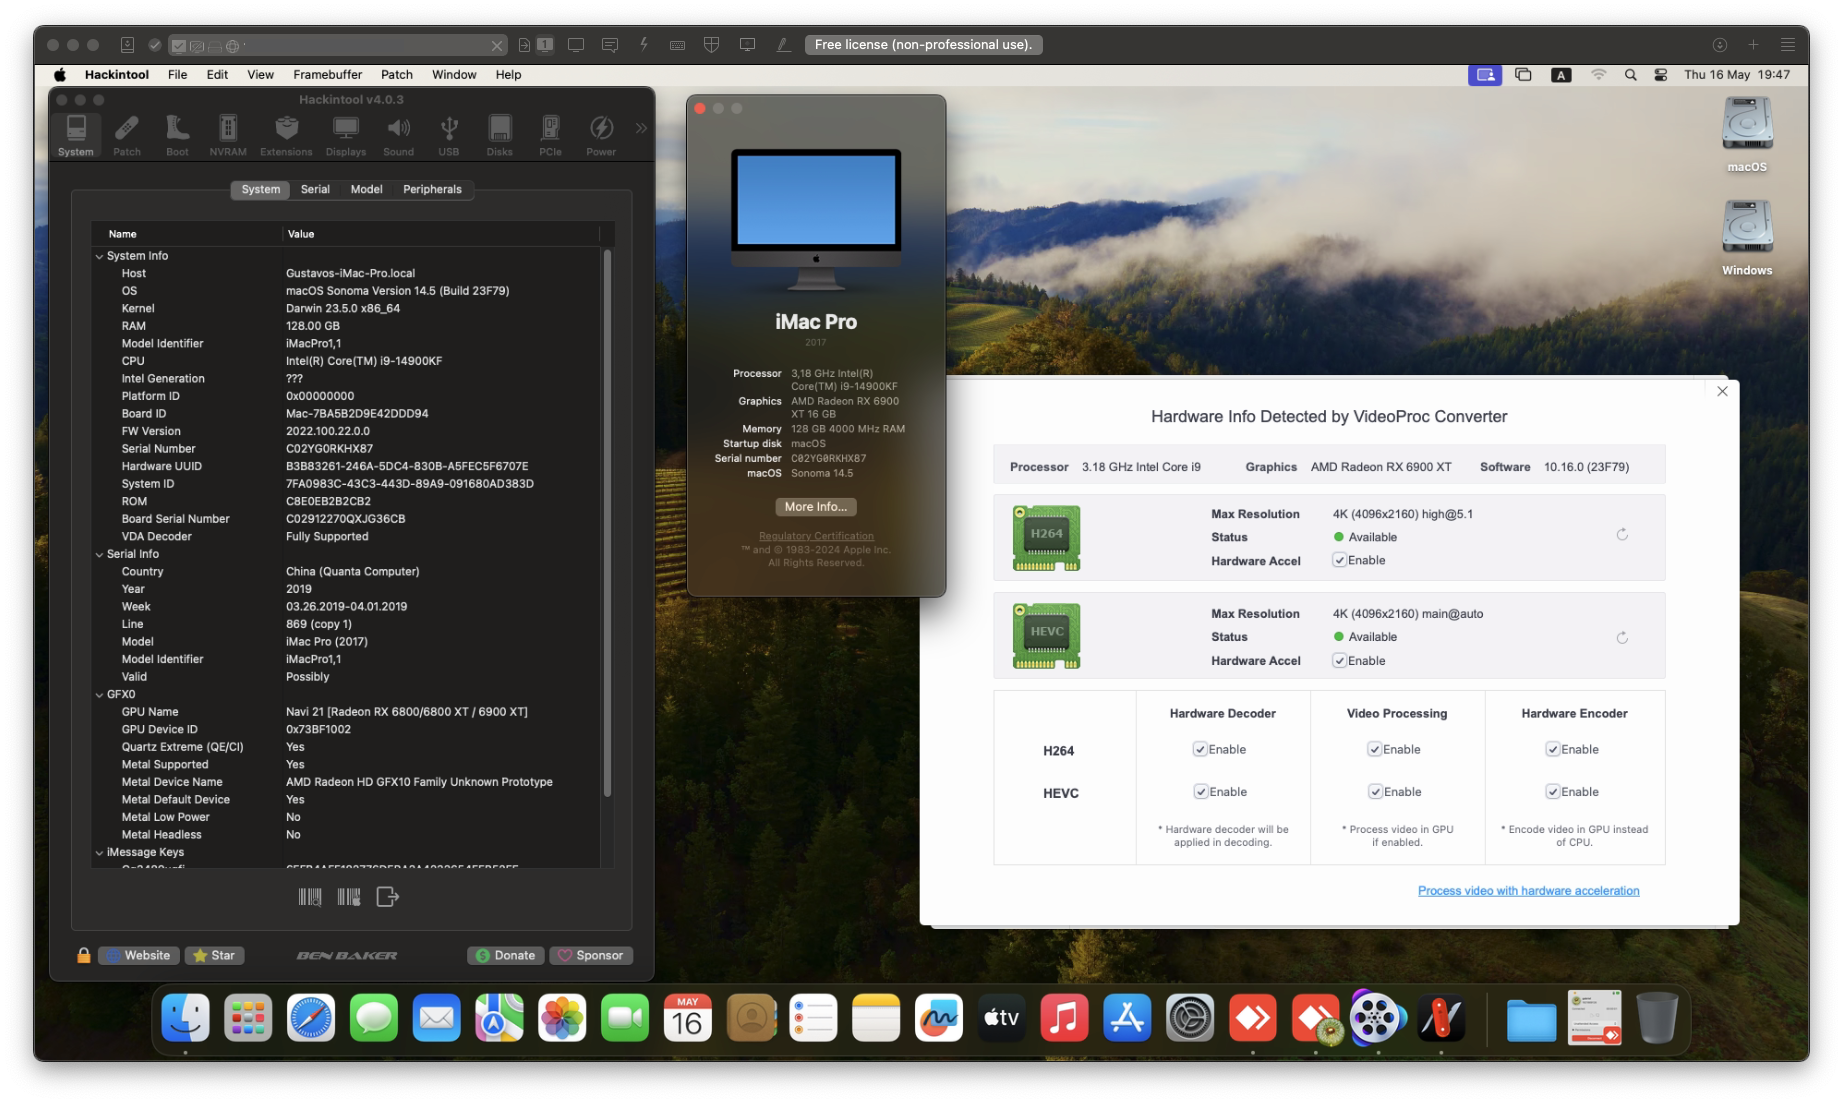 1
Free license (non-professional use).
Hackintool File Edit View Framebuffer Patch Window Help
A
Thu 16 May 19:47
Hackintool v4.0.3
System Patch Boot NVRAM Extensions Displays Sound USB Disks PCIe Power
System Serial Model Peripherals
Name Value
System Info
Host Gustavos-iMac-Pro.local
OS macOS Sonoma Version 14.5 (Build 23F79)
Kernel Darwin 23.5.0 x86_64
RAM 128.00 GB
Model Identifier iMacPro1,1
CPU Intel(R) Core(TM) i9-14900KF
Intel Generation ???
Platform ID 0x00000000
Board ID Mac-7BA5B2D9E42DDD94
FW Version 2022.100.22.0.0
Serial Number C02YG0RKHX87
Hardware UUID B3B83261-246A-5DC4-830B-A5FEC5F6707E
System ID 7FA0983C-43C3-443D-89A9-091680AD383D
ROM C8E0EB2B2CB2
Board Serial Number C02912270QXJG36CB
VDA Decoder Fully Supported
Serial Info
Country China (Quanta Computer)
Year 2019
Week 03.26.2019-04.01.2019
Line 869 (copy 1)
Model iMac Pro (2017)
Model Identifier iMacPro1,1
Valid Possibly
GFX0
GPU Name Navi 21 [Radeon RX 6800/6800 XT / 6900 XT]
GPU Device ID 0x73BF1002
Quartz Extreme (QE/CI) Yes
Metal Supported Yes
Metal Device Name AMD Radeon HD GFX10 Family Unknown Prototype
Metal Default Device Yes
Metal Low Power No
Metal Headless No
iMessage Keys
Website Star BEN BAKER Donate Sponsor
iMac Pro
2017
Processor 3,18 GHz Intel(R)
Core(TM) i9-14900KF
Graphics AMD Radeon RX 6900
XT 16 GB
Memory 128 GB 4000 MHz RAM
Startup disk macOS
Serial number C02YG0RKHX87
macOS Sonoma 14.5
More Info...
Regulatory Certification
™ and © 1983-2024 Apple Inc.
All Rights Reserved.
macOS
Windows
Hardware Info Detected by VideoProc Converter
Processor 3.18 GHz Intel Core i9 Graphics AMD Radeon RX 6900 XT Software 10.16.0 (23F79)
H264
Max Resolution 4K (4096x2160) high@5.1
Status Available
Hardware Accel Enable
HEVC
Max Resolution 4K (4096x2160) main@auto
Status Available
Hardware Accel Enable
Hardware Decoder Video Processing Hardware Encoder
H264 Enable Enable Enable
HEVC Enable Enable Enable
* Hardware decoder will be
applied in decoding.
* Process video in GPU
if enabled.
* Encode video in GPU instead
of CPU.
Process video with hardware acceleration
MAY
16
tv